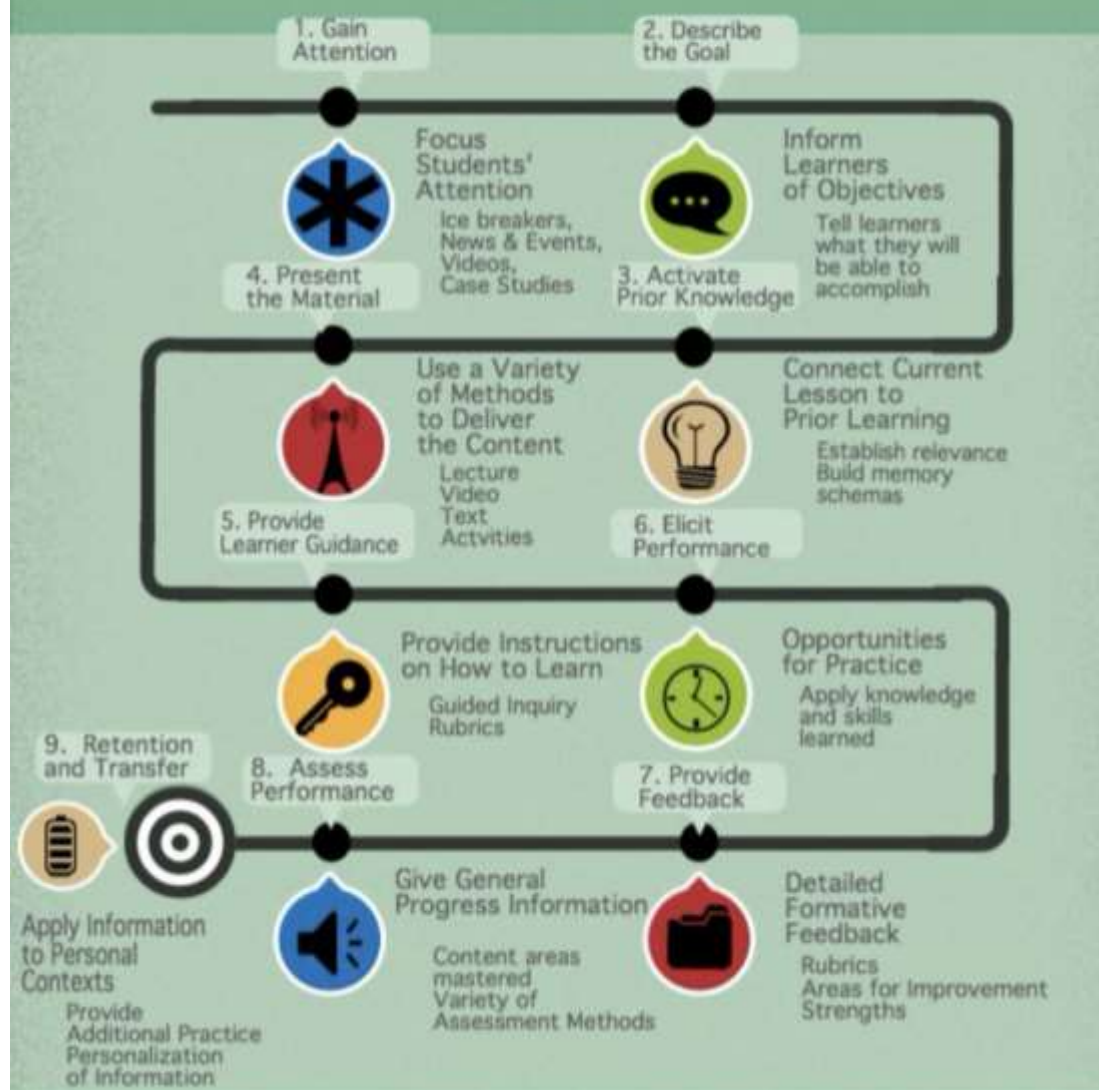 1. Gain
Attention
Focus
Students'
Attention
Ice breakers,
News & Events,
Videos,
Case Studies
2. Describe
the Goal
Inform
Learners
of Objectives
Tell learners
what they will
be able to
accomplish
3. Activate
Prior Knowledge
Connect Current
Lesson to
Prior Learning
Establish relevance
Build memory
schemas
4. Present
the Material
Use a Variety
of Methods
to Deliver
the Content
Lecture
Video
Text
Actvities
5. Provide
Learner Guidance
Provide Instructions
on How to Learn
Guided Inquiry
Rubrics
6. Elicit
Performance
Opportunities
for Practice
Apply knowledge
and skills
learned
7. Provide
Feedback
Detailed
Formative
Feedback
Rubrics
Areas for Improvement
Strengths
8. Assess
Performance
Give General
Progress Information
Content areas
mastered
Variety of
Assessment Methods
9. Retention
and Transfer
Apply Information
to Personal
Contexts
Provide
Additional Practice
Personalization
of Information